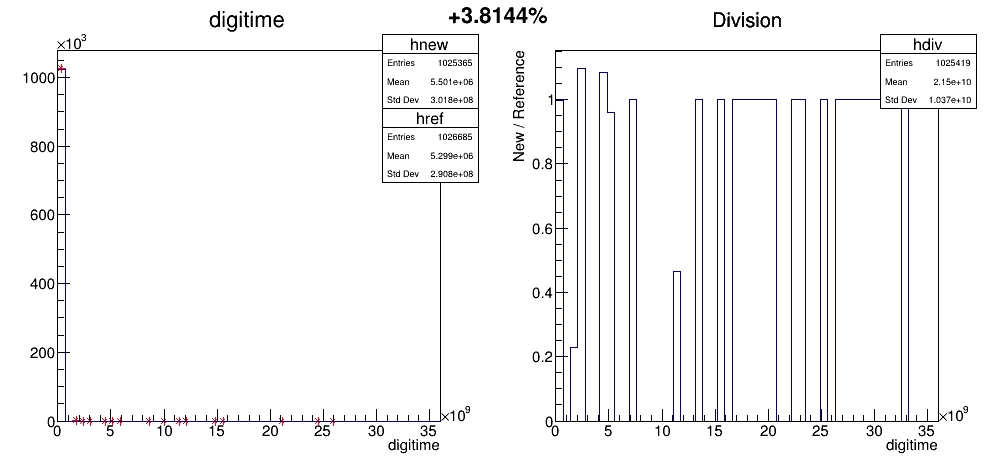 +3.8144%
digitime
×10³
1000
800
600
400
200
0
0 5 10 15 20 25 30 35
×10⁹
digitime
hnew
Entries 1025365
Mean 5.501e+06
Std Dev 3.018e+08
href
Entries 1026685
Mean 5.299e+06
Std Dev 2.908e+08
Division
New / Reference
1
0.8
0.6
0.4
0.2
0
0 5 10 15 20 25 30 35
×10⁹
digitime
hdiv
Entries 1025419
Mean 2.15e+10
Std Dev 1.037e+10